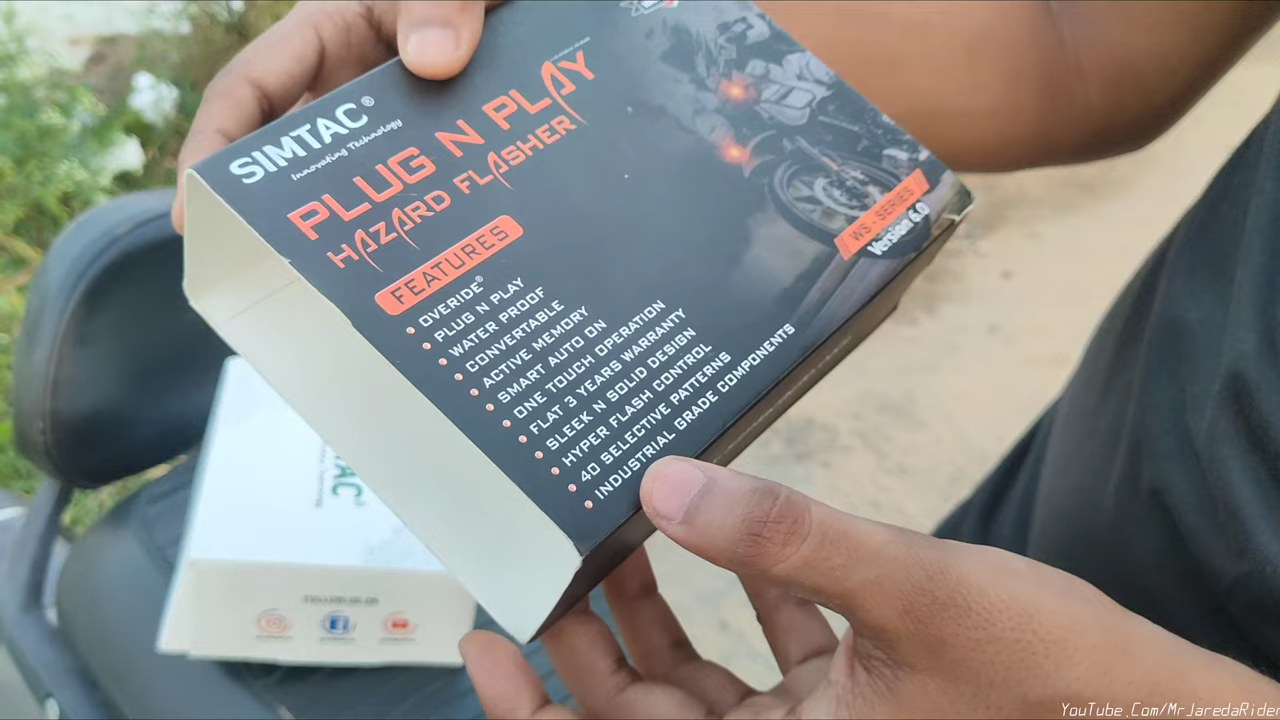 SIMTAC®
Innovating Technology
PLUG N PLAY
HAZARD FLASHER
FEATURES
• OVERIDE®
• PLUG N PLAY
• WATER PROOF
• CONVERTABLE
• ACTIVE MEMORY
• SMART AUTO ON
• ONE TOUCH OPERATION
• FLAT 3 YEARS WARRANTY
• SLEEK N SOLID DESIGN
• HYPER FLASH CONTROL
• 40 SELECTIVE PATTERNS
• INDUSTRIAL GRADE COMPONENTS
WS - SERIES
Version 6.0
YouTube.Com/MrJaredaRider